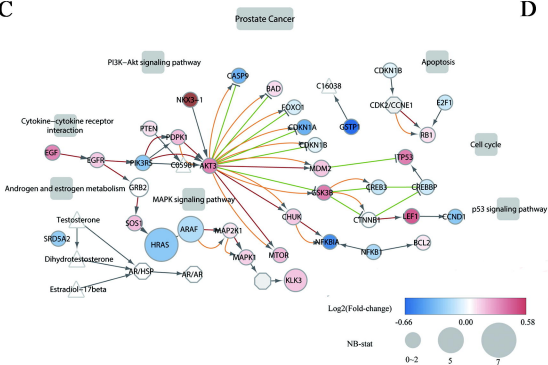 C
D
Prostate Cancer
PI3K−Akt signaling pathway
Apoptosis
CASP9
BAD
C16038
CDKN1B
NKX3−1
FOXO1
CDK2/CCNE1
E2F1
Cytokine−cytokine receptor
interaction
PTEN
PDPK1
CDKN1A
GSTP1
RB1
CDKN1B
Cell cycle
EGF
EGFR
PIK3R5
AKT3
MDM2
TP53
Androgen and estrogen metabolism
GRB2
MAPK signaling pathway
GSK3B
CREB3
CREBBP
Testosterone
SOS1
ARAF
CHUK
CTNNB1
LEF1
CCND1
p53 signaling pathway
SRD5A2
HRAS
MAP2K1
NFKBIA
NFKB1
BCL2
Dihydrotestosterone
MAPK1
MTOR
AR/HSP
AR/AR
KLK3
Estradiol−17beta
Log2(Fold-change)
-0.66
0.00
0.58
NB-stat
0~2
5
7